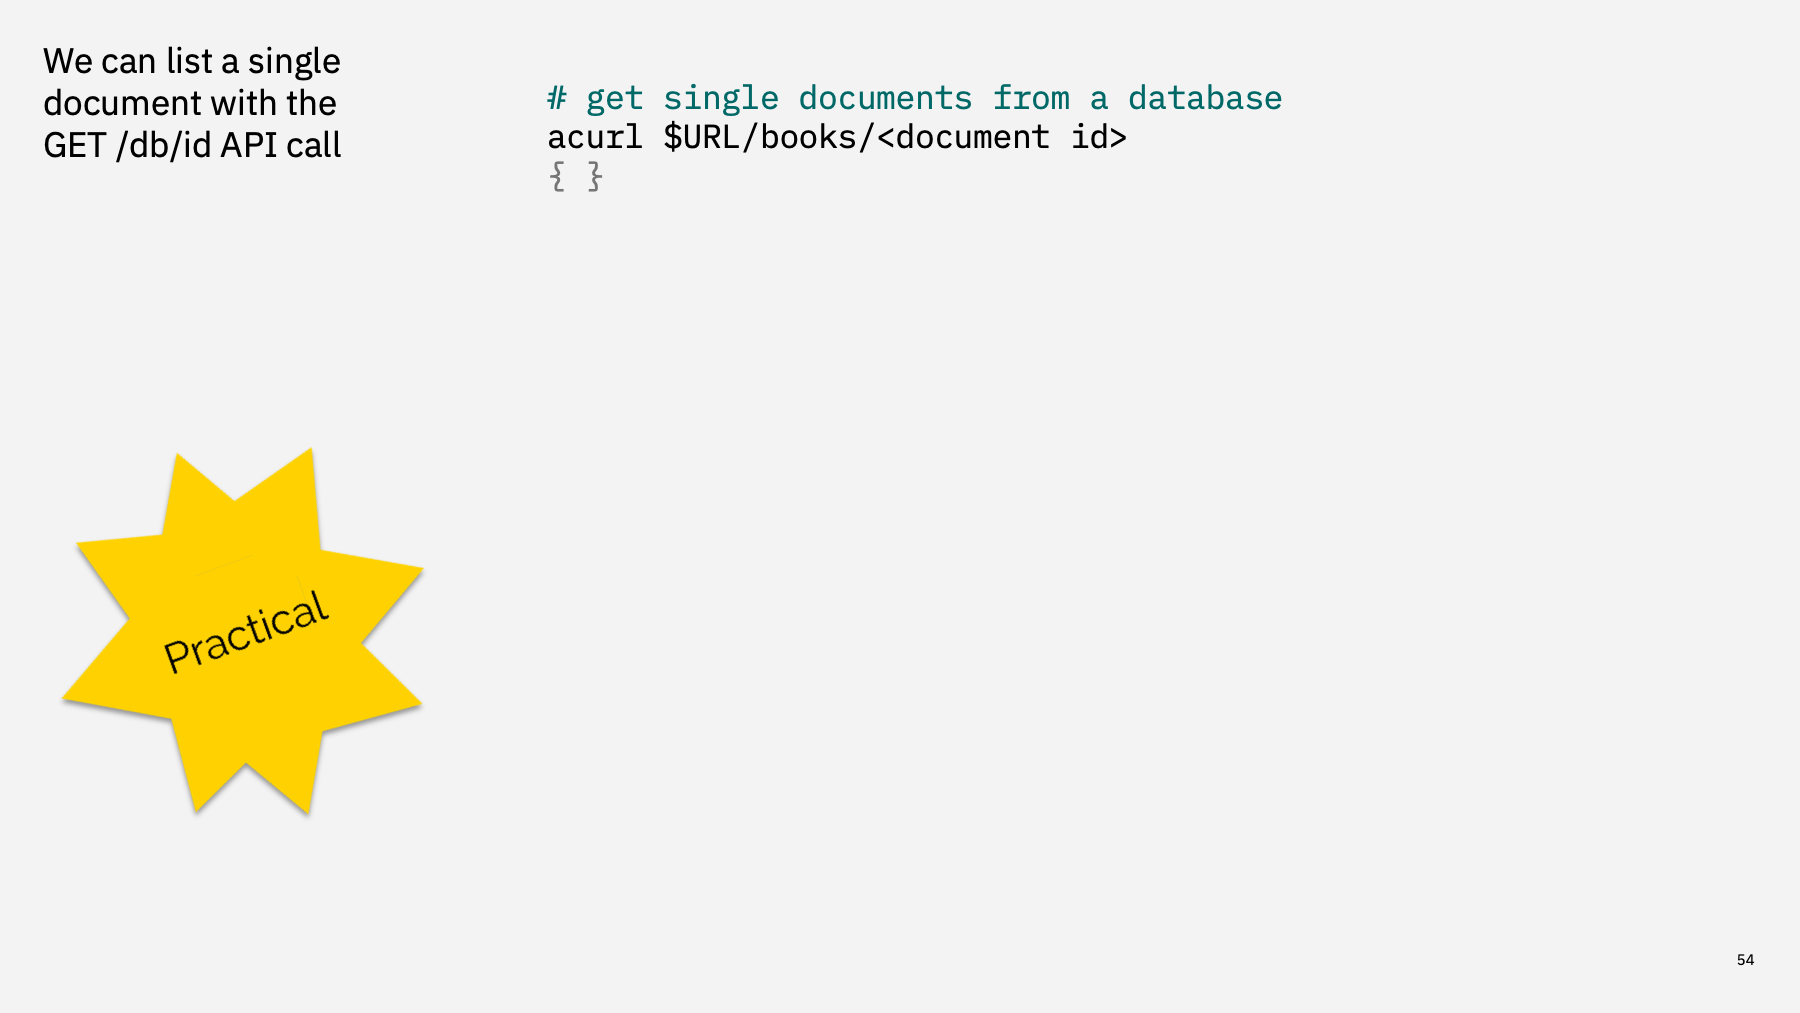 We can list a single
document with the
GET /db/id API call
# get single documents from a database
acurl $URL/books/<document id>
{ }
Practical
54